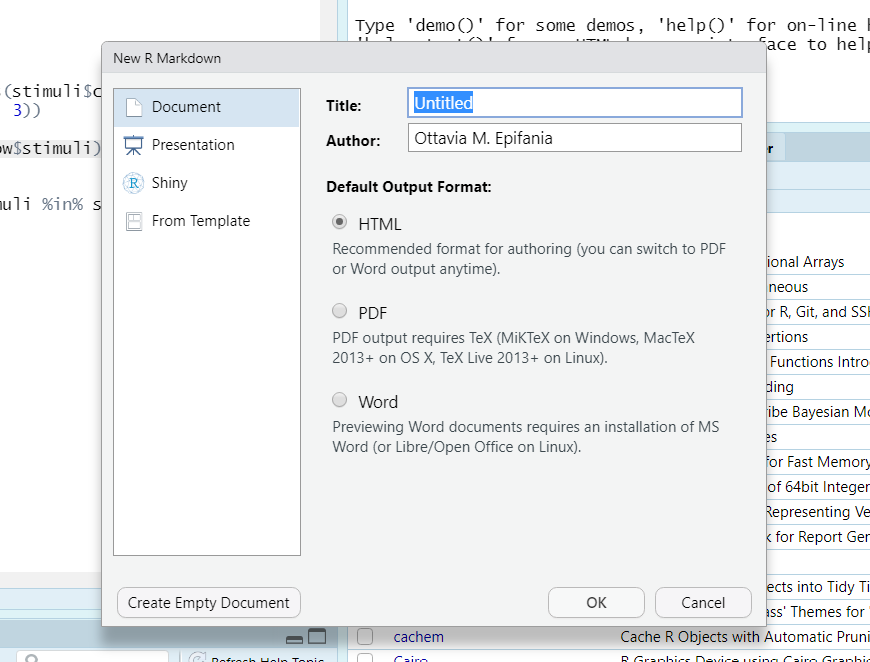 Type 'demo()' for some demos, 'help()' for on-line
face to help
New R Markdown
(stimuli$
3))
w$stimuli)
muli %in% s
Document
Presentation
Shiny
From Template
Title:
Untitled
Author:
Ottavia M. Epifania
Default Output Format:
HTML
Recommended format for authoring (you can switch to PDF
or Word output anytime).
PDF
PDF output requires TeX (MiKTeX on Windows, MacTeX
2013+ on OS X, TeX Live 2013+ on Linux).
Word
Previewing Word documents requires an installation of MS
Word (or Libre/Open Office on Linux).
Create Empty Document
OK
Cancel
ional Arrays
neous
or R, Git, and SSH
ertions
Functions Intro
ding
ribe Bayesian Mo
es
for Fast Memory
of 64bit Integer
Representing Ve
k for Report Gen
ects into Tidy Ti
ass' Themes for '
cachem
Cache R Objects with Automatic Pruni
Cairo
R Graphics Device using Cairo Graphic
Refresh Help Topic